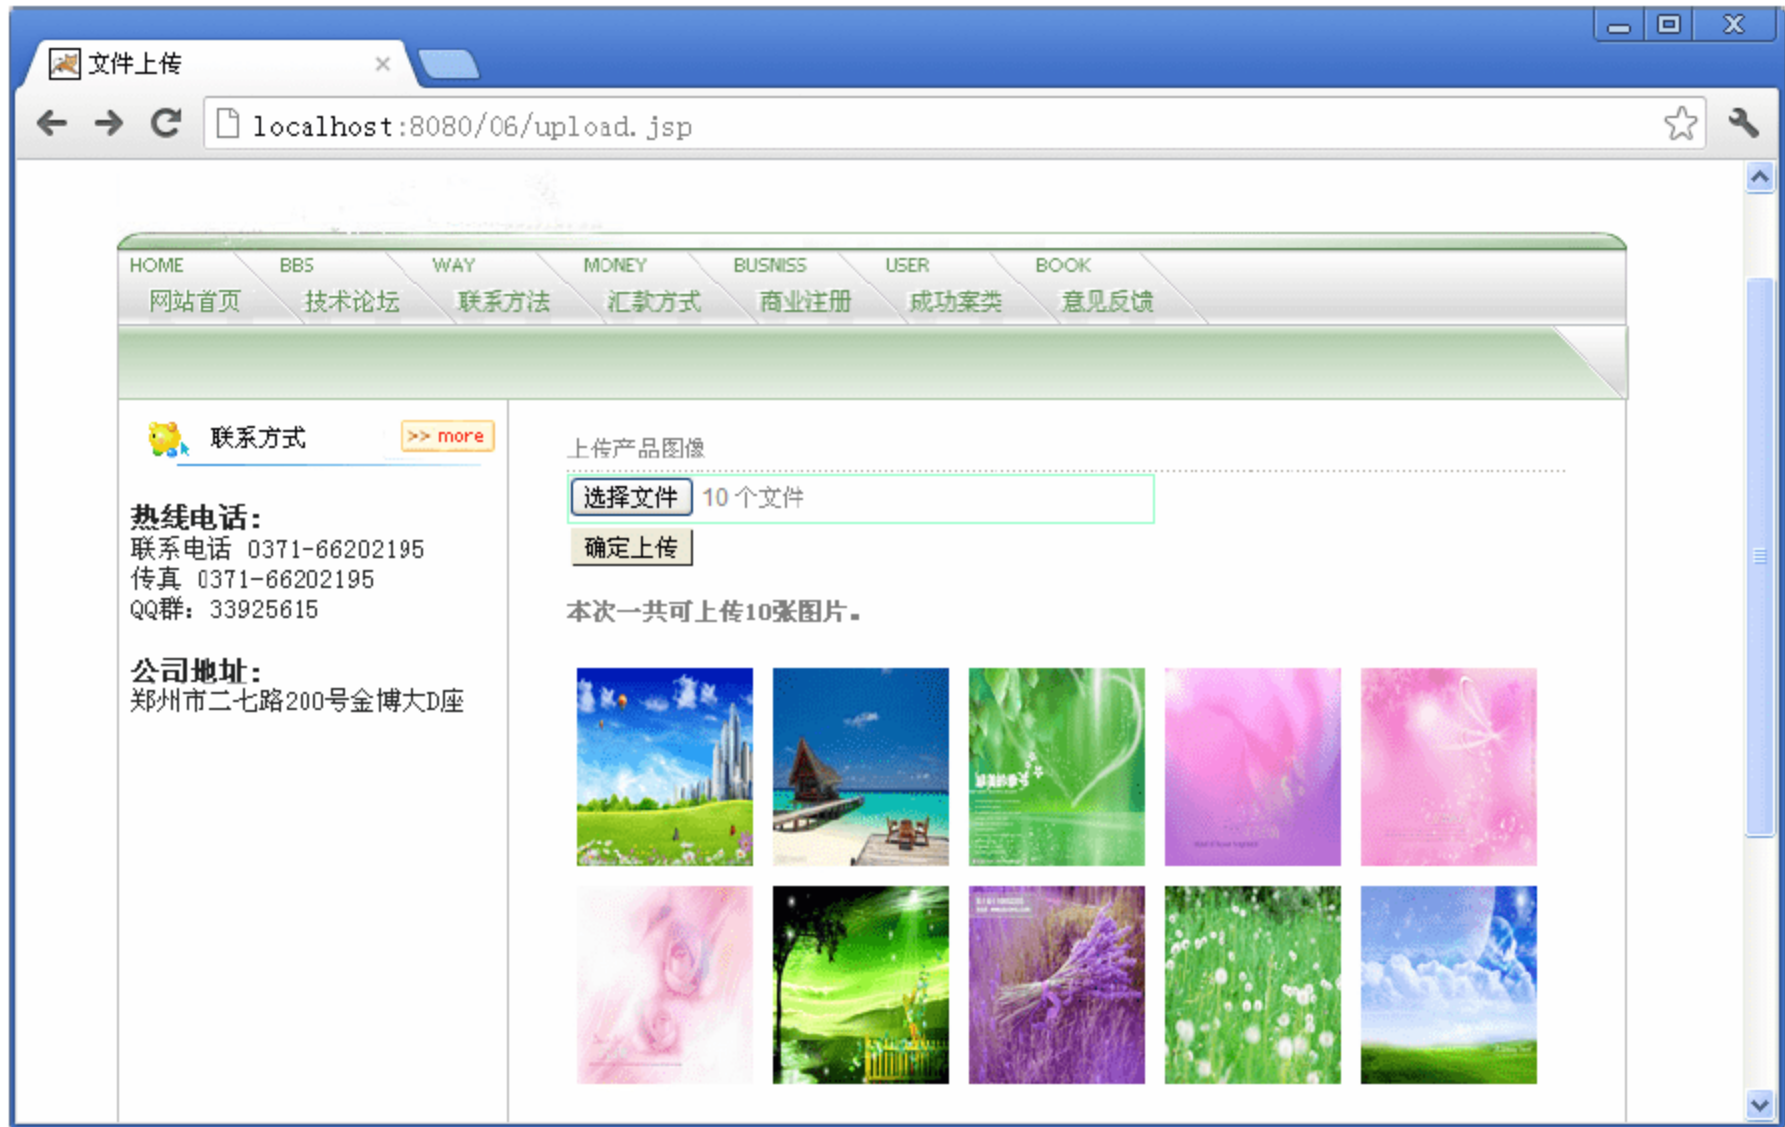 文件上传
localhost:8080/06/upload.jsp
HOME BBS WAY MONEY BUSNISS USER BOOK
网站首页 技术论坛 联系方法 汇款方式 商业注册 成功案类 意见反馈
联系方式 >> more
热线电话：
联系电话 0371-66202195
传真 0371-66202195
QQ群：33925615
公司地址：
郑州市二七路200号金博大D座
上传产品图像
选择文件 10 个文件
确定上传
本次一共可上传10张图片。